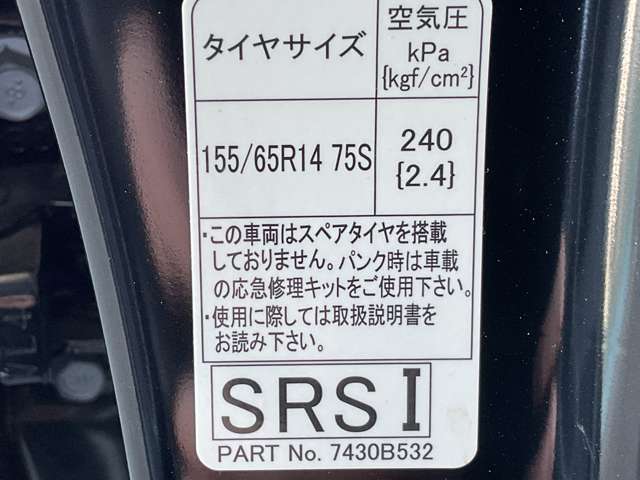 タイヤサイズ
空気圧
kPa
{kgf/cm²}
155/65R14 75S
240
{2.4}
・この車両はスペアタイヤを搭載
しておりません。パンク時は車載
の応急修理キットをご使用下さい。
・使用に際しては取扱説明書を
お読み下さい。
SRS I
PART No. 7430B532